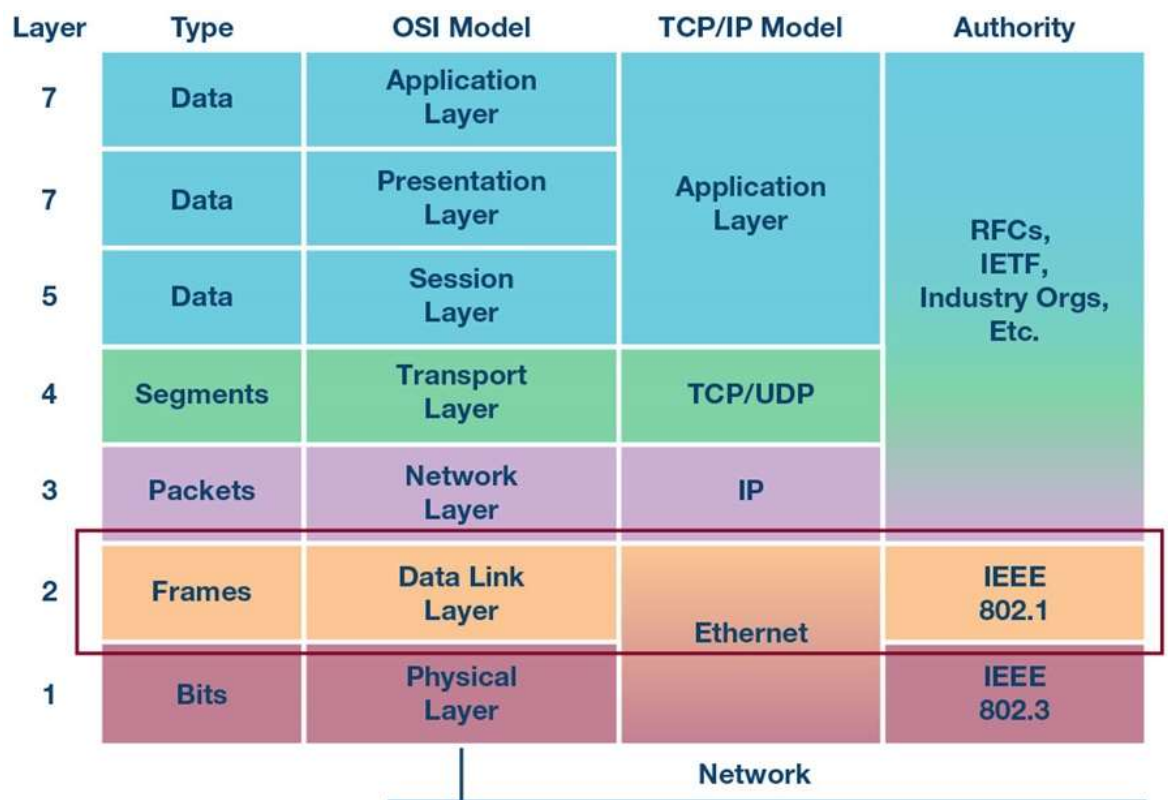 Layer Type OSI Model TCP/IP Model Authority
7 Data Application
Layer
7 Data Presentation
Layer
Application
Layer
5 Data Session
Layer
RFCs,
IETF,
Industry Orgs,
Etc.
4 Segments Transport
Layer
TCP/UDP
3 Packets Network
Layer
IP
2 Frames Data Link
Layer
Ethernet
IEEE
802.1
1 Bits Physical
Layer
IEEE
802.3
Network